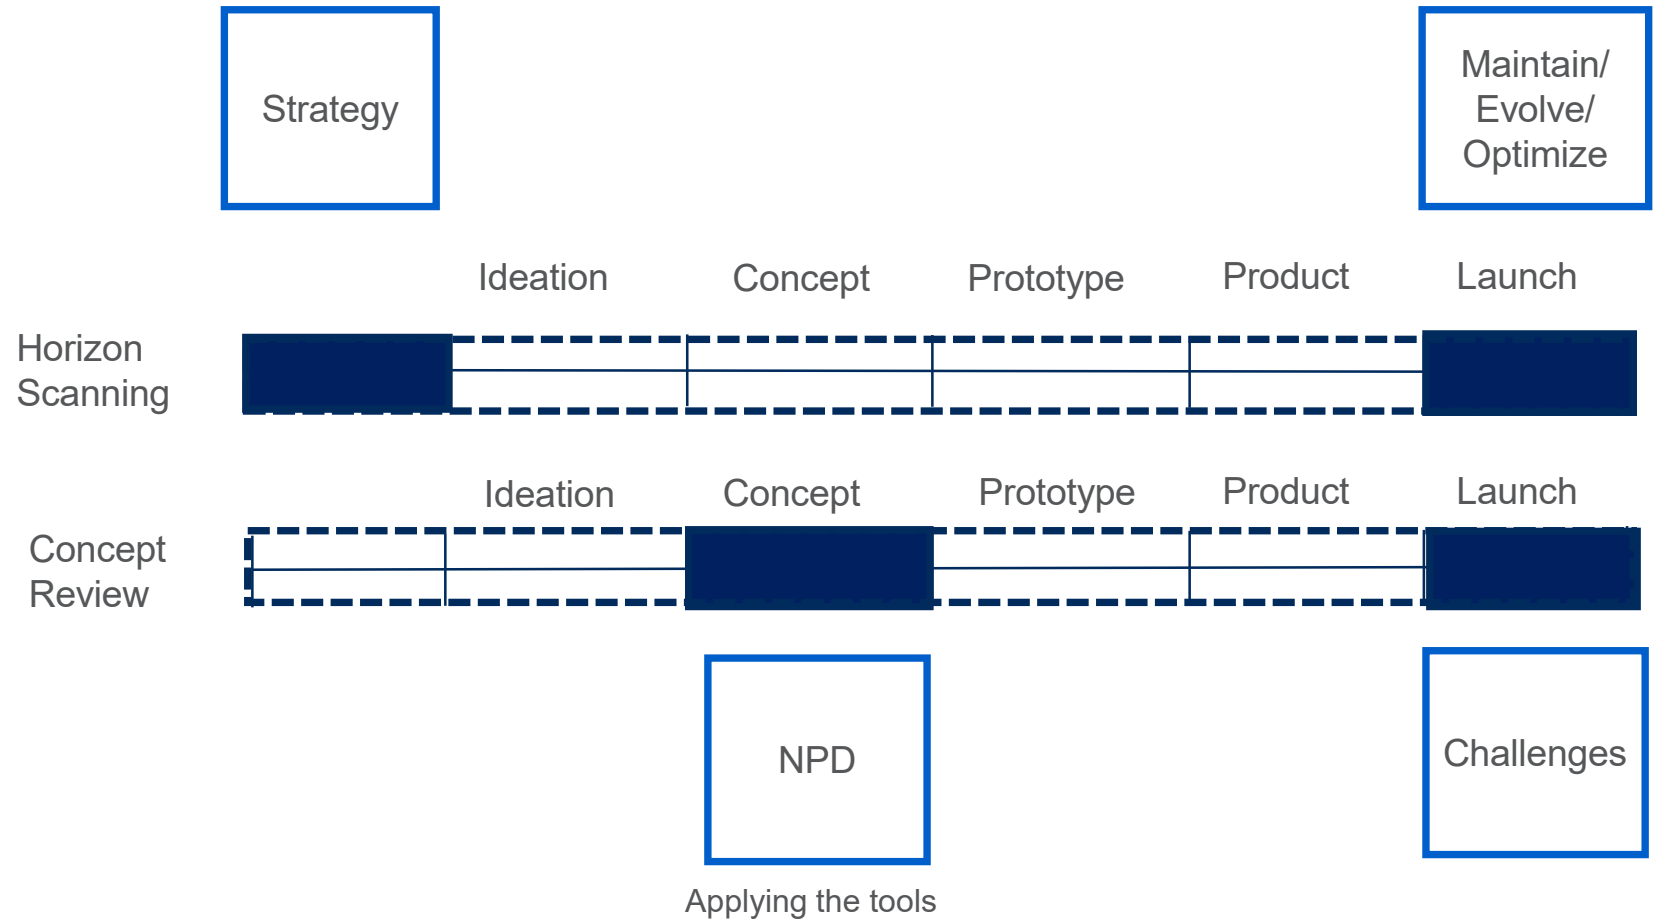 Strategy
Maintain/
Evolve/
Optimize
Ideation
Concept
Prototype
Product
Launch
Horizon
Scanning
Ideation
Concept
Prototype
Product
Launch
Concept
Review
NPD
Challenges
Applying the tools